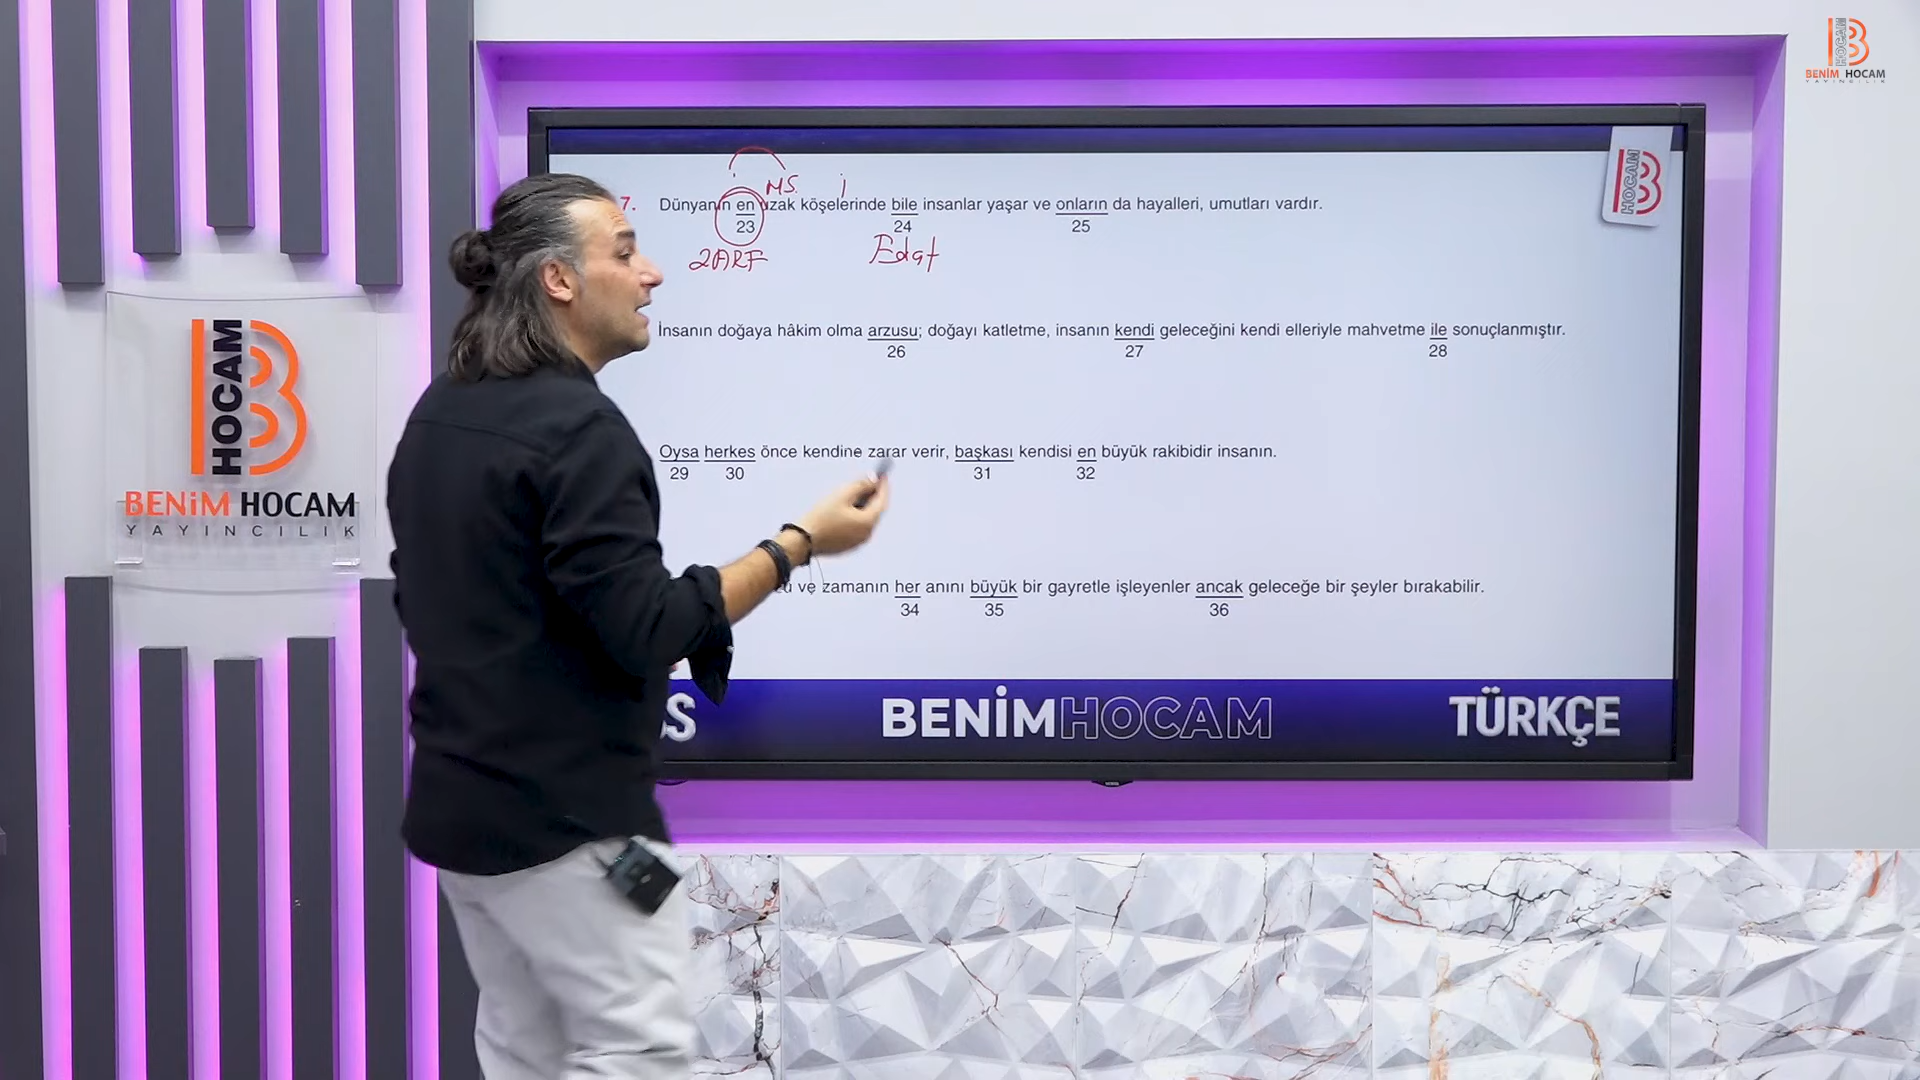 BENİM HOCAM
YAYINCILIK
HOCAM
HOCAM
BENİM HOCAM
YAYINCILIK
MS.
7. Dünyanın en uzak köşelerinde bile insanlar yaşar ve onların da hayalleri, umutları vardır.
23 24 25
ZARF Edat
İnsanın doğaya hâkim olma arzusu; doğayı katletme, insanın kendi geleceğini kendi elleriyle mahvetme ile sonuçlanmıştır.
26 27 28
Oysa herkes önce kendine zarar verir, başkası kendisi en büyük rakibidir insanın.
29 30 31 32
ve zamanın her anını büyük bir gayretle işleyenler ancak geleceğe bir şeyler bırakabilir.
34 35 36
BENİMHOCAM TÜRKÇE